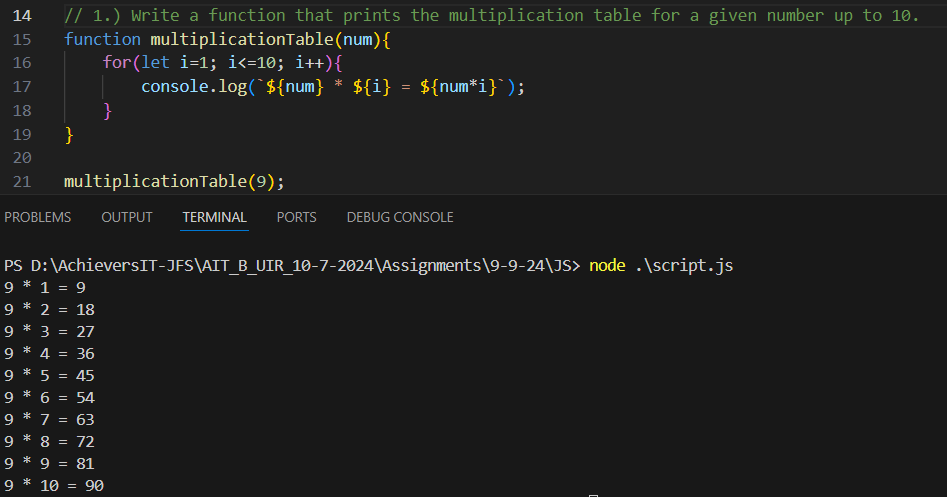 14 // 1.) Write a function that prints the multiplication table for a given number up to 10.
15 function multiplicationTable(num){
16     for(let i=1; i<=10; i++){
17         console.log(`${num} * ${i} = ${num*i}`);
18     }
19 }
20
21 multiplicationTable(9);
PROBLEMS OUTPUT TERMINAL PORTS DEBUG CONSOLE
PS D:\AchieversIT-JFS\AIT_B_UIR_10-7-2024\Assignments\9-9-24\JS> node .\script.js
9 * 1 = 9
9 * 2 = 18
9 * 3 = 27
9 * 4 = 36
9 * 5 = 45
9 * 6 = 54
9 * 7 = 63
9 * 8 = 72
9 * 9 = 81
9 * 10 = 90